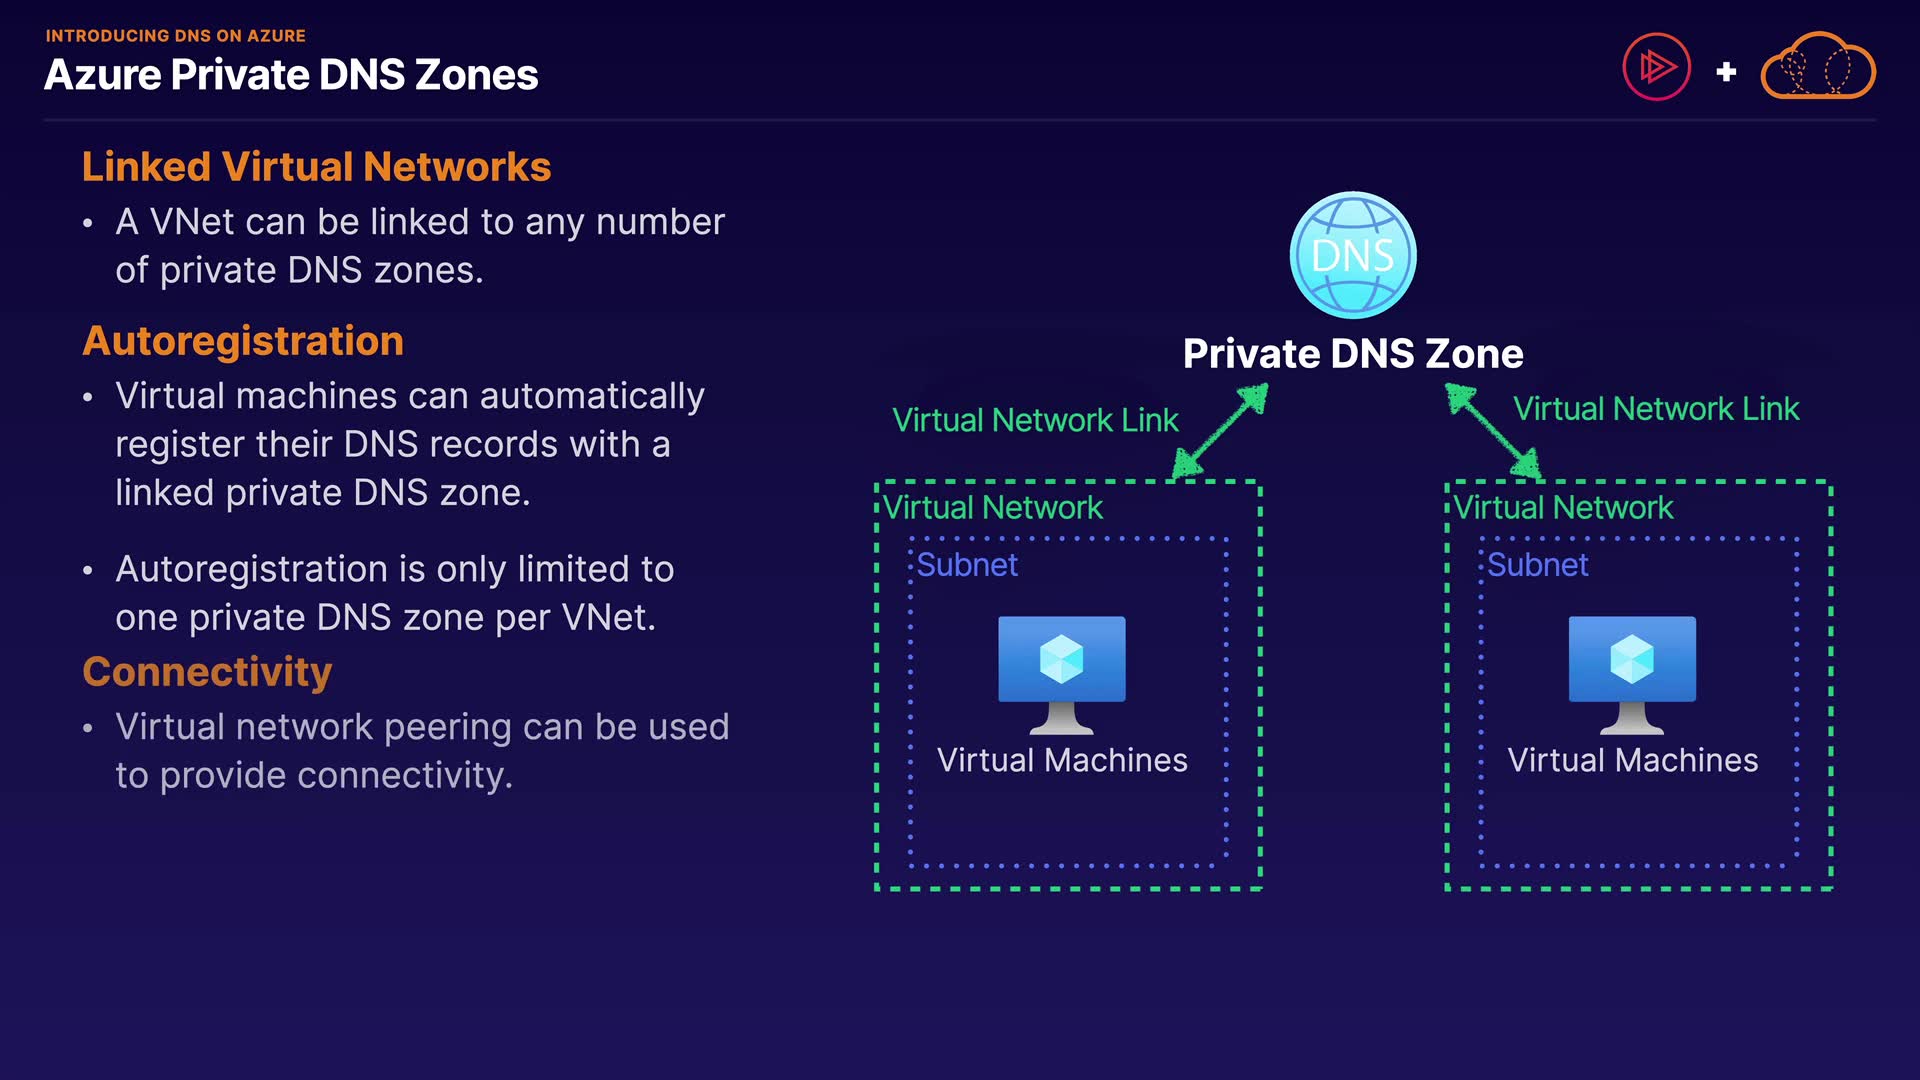 INTRODUCING DNS ON AZURE
Azure Private DNS Zones
Linked Virtual Networks
• A VNet can be linked to any number
of private DNS zones.
Autoregistration
• Virtual machines can automatically
register their DNS records with a
linked private DNS zone.
• Autoregistration is only limited to
one private DNS zone per VNet.
Connectivity
• Virtual network peering can be used
to provide connectivity.
DNS
Private DNS Zone
Virtual Network Link
Virtual Network Link
Virtual Network
Subnet
Virtual Machines
Virtual Network
Subnet
Virtual Machines